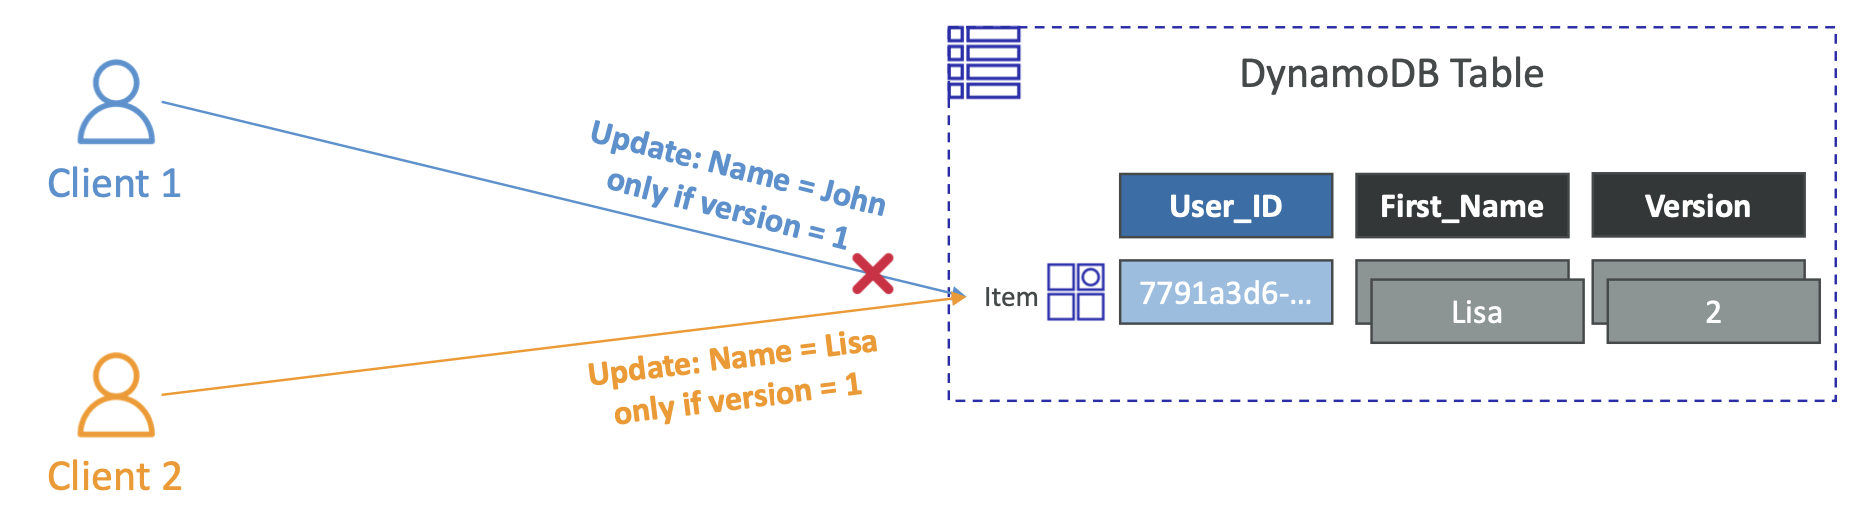 Client 1
Update: Name = John
only if version = 1
Client 2
Update: Name = Lisa
only if version = 1
DynamoDB Table
User_ID First_Name Version
Item 7791a3d6-... Lisa 2